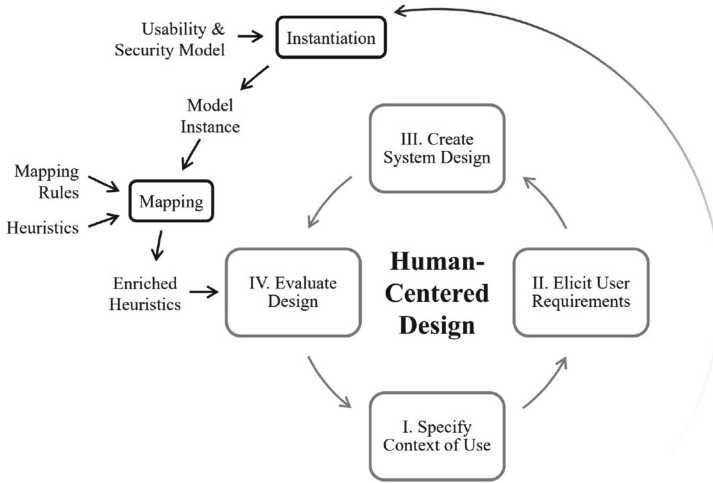 Usability &
Security Model
Instantiation
Model
Instance
Mapping
Rules
Heuristics
Mapping
Enriched
Heuristics
III. Create
System Design
IV. Evaluate
Design
Human-
Centered
Design
II. Elicit User
Requirements
I. Specify
Context of Use